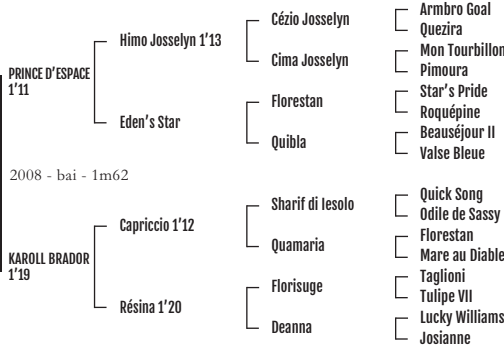 Armbro Goal
Cézio Josselyn
Quezira
Himo Josselyn 1'13
Mon Tourbillon
Cima Josselyn
Pimoura
PRINCE D'ESPACE
1'11
Star's Pride
Florestan
Roquépine
Eden's Star
Beauséjour II
Quibla
Valse Bleue
2008 - bai - 1m62
Quick Song
Sharif di Iesolo
Odile de Sassy
Capriccio 1'12
Florestan
Quamaria
Mare au Diable
KAROLL BRADOR
1'19
Taglioni
Florisuge
Tulipe VII
Résina 1'20
Lucky Williams
Deanna
Josianne